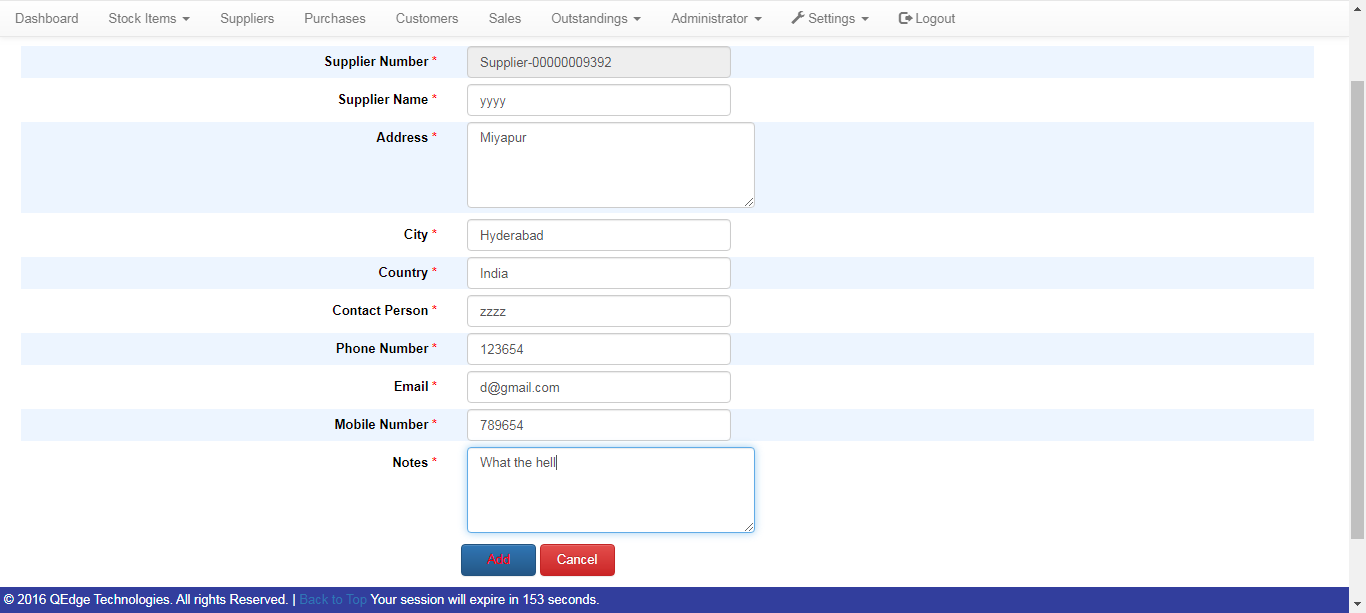 Dashboard Stock Items Suppliers Purchases Customers Sales Outstandings Administrator Settings Logout
Supplier Number * Supplier-00000009392
Supplier Name * yyyy
Address * Miyapur
City * Hyderabad
Country * India
Contact Person * zzzz
Phone Number * 123654
Email * d@gmail.com
Mobile Number * 789654
Notes * What the hell
Add Cancel
© 2016 QEdge Technologies. All rights Reserved. | Back to Top Your session will expire in 153 seconds.